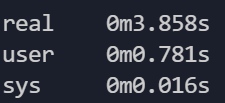 real    0m3.858s
user    0m0.781s
sys     0m0.016s